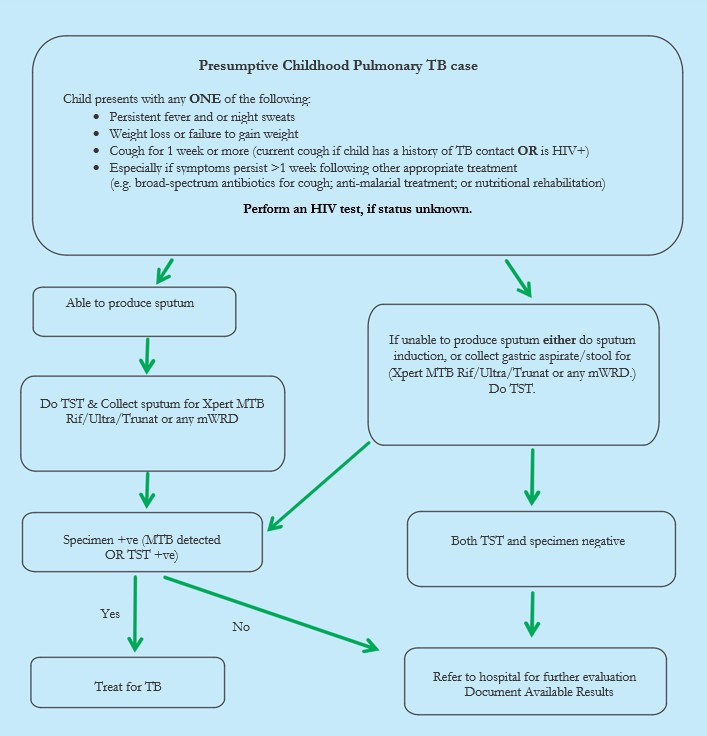 Presumptive Childhood Pulmonary TB case
Child presents with any ONE of the following:
• Persistent fever and or night sweats
• Weight loss or failure to gain weight
• Cough for 1 week or more (current cough if child has a history of TB contact OR is HIV+)
• Especially if symptoms persist >1 week following other appropriate treatment
(e.g. broad-spectrum antibiotics for cough; anti-malarial treatment; or nutritional rehabilitation)
Perform an HIV test, if status unknown.
Able to produce sputum
If unable to produce sputum either do sputum
induction, or collect gastric aspirate/stool for
(Xpert MTB Rif/Ultra/Trunat or any mWRD.)
Do TST.
Do TST & Collect sputum for Xpert MTB
Rif/Ultra/Trunat or any mWRD
Specimen +ve (MTB detected
OR TST +ve)
Both TST and specimen negative
Yes
No
Treat for TB
Refer to hospital for further evaluation
Document Available Results